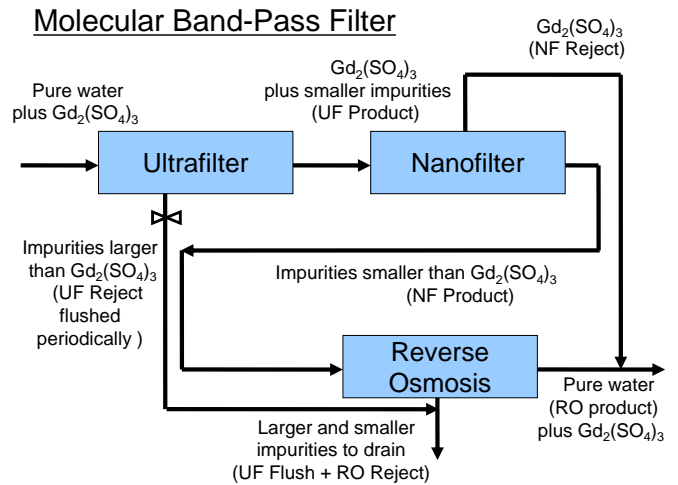 Molecular Band-Pass Filter
Gd₂(SO₄)₃
(NF Reject)
Gd₂(SO₄)₃
plus smaller impurities
(UF Product)
Pure water
plus Gd₂(SO₄)₃
Ultrafilter
Nanofilter
Impurities larger
than Gd₂(SO₄)₃
(UF Reject
flushed
periodically )
Impurities smaller than Gd₂(SO₄)₃
(NF Product)
Reverse
Osmosis
Pure water
(RO product)
plus Gd₂(SO₄)₃
Larger and smaller
impurities to drain
(UF Flush + RO Reject)